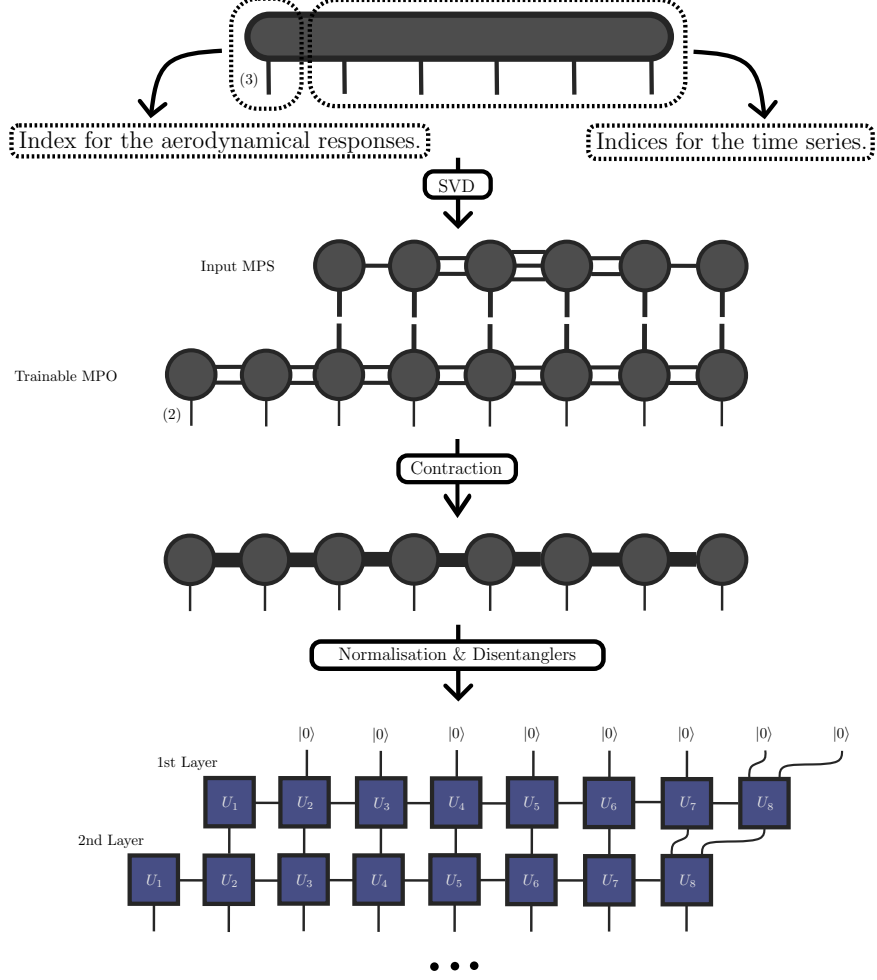 (3)
Index for the aerodynamical responses.
Indices for the time series.
SVD
Input MPS
Trainable MPO
(2)
Contraction
Normalisation & Disentanglers
|0⟩ |0⟩ |0⟩ |0⟩ |0⟩ |0⟩ |0⟩ |0⟩
1st Layer
U₁ U₂ U₃ U₄ U₅ U₆ U₇ U₈
2nd Layer
U₁ U₂ U₃ U₄ U₅ U₆ U₇ U₈